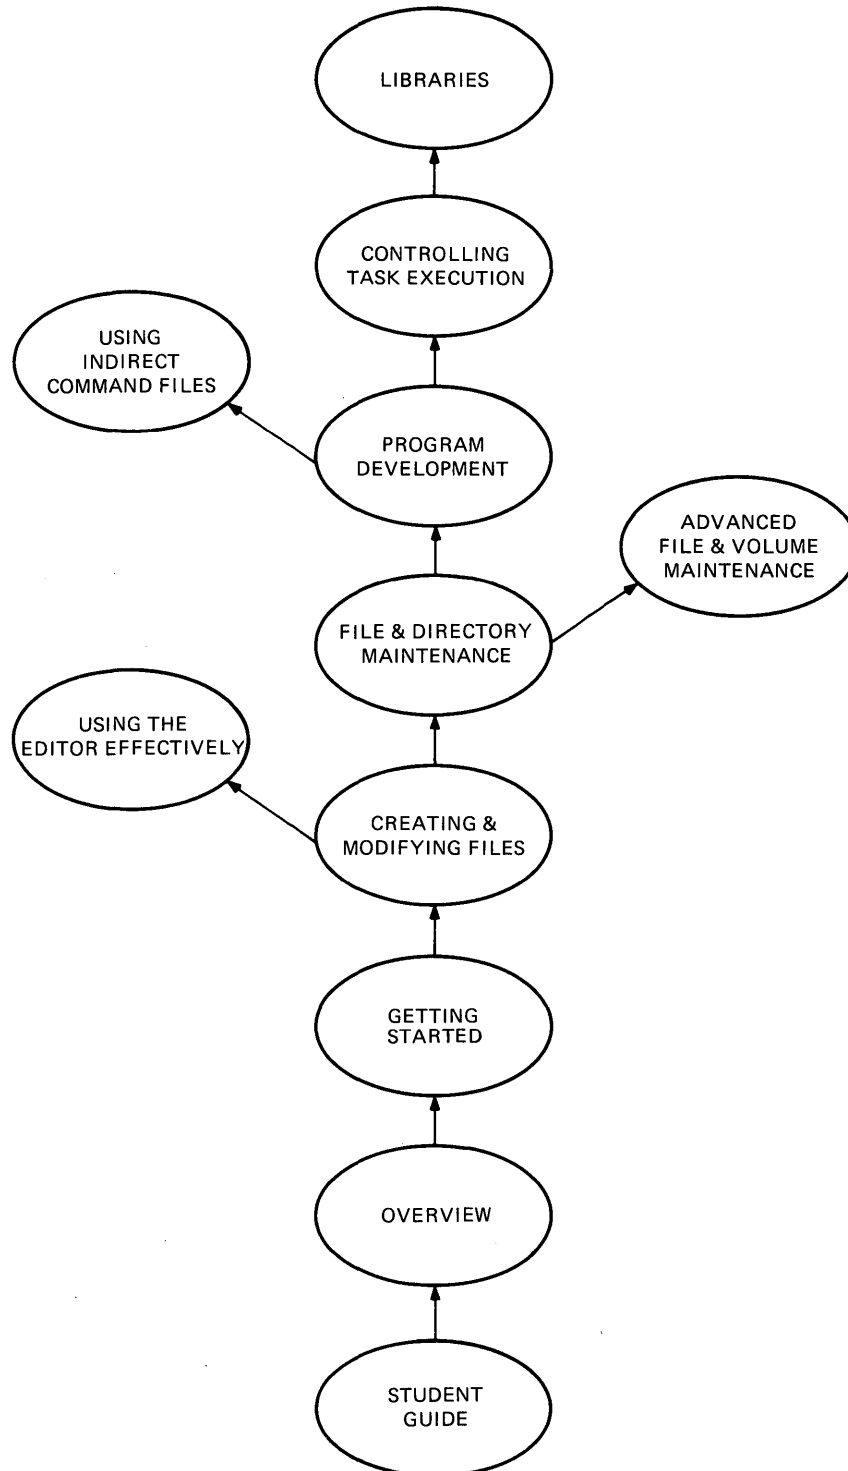 LIBRARIES
CONTROLLING
TASK EXECUTION
USING
INDIRECT
COMMAND FILES
PROGRAM
DEVELOPMENT
ADVANCED
FILE & VOLUME
MAINTENANCE
FILE & DIRECTORY
MAINTENANCE
USING THE
EDITOR EFFECTIVELY
CREATING &
MODIFYING FILES
GETTING
STARTED
OVERVIEW
STUDENT
GUIDE